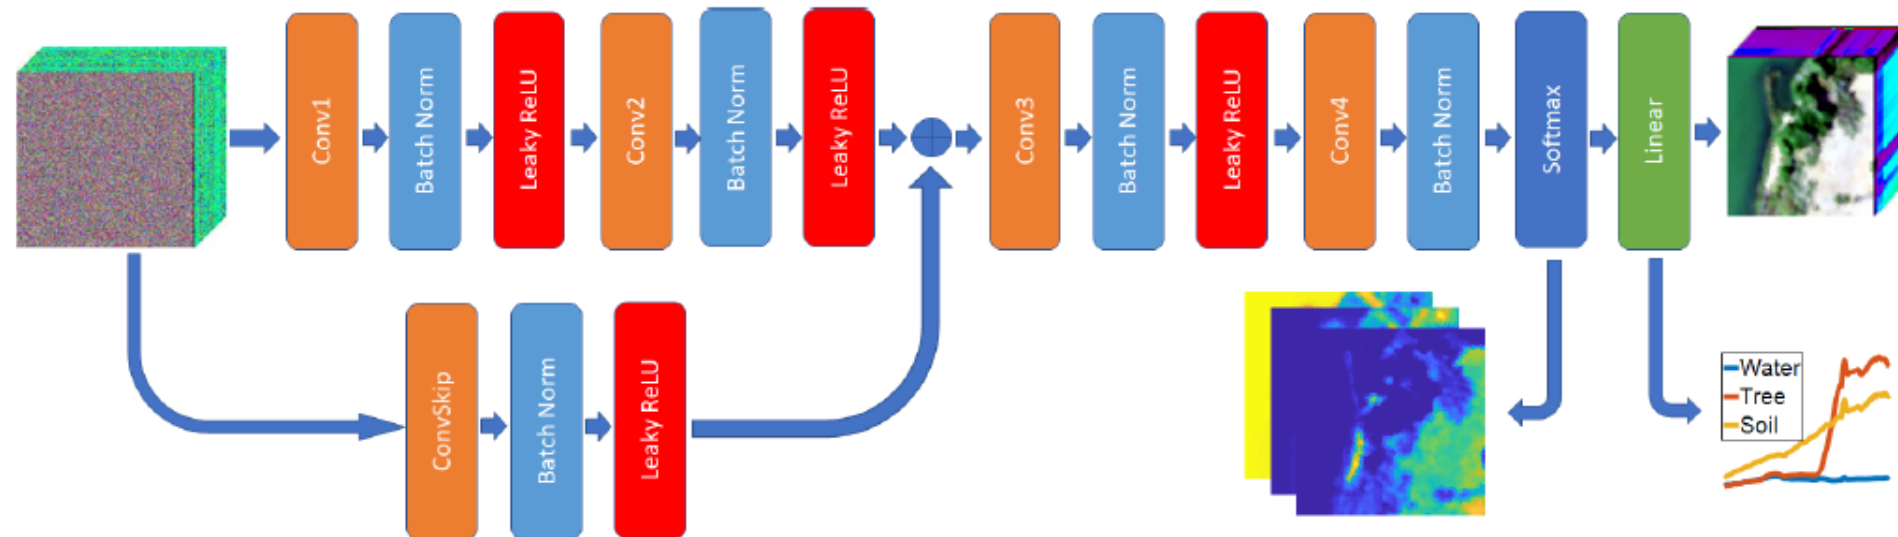 Conv1
Batch Norm
Leaky ReLU
Conv2
Batch Norm
Leaky ReLU
Conv3
Batch Norm
Leaky ReLU
Conv4
Batch Norm
Softmax
Linear
ConvSkip
Batch Norm
Leaky ReLU
Water
Tree
Soil